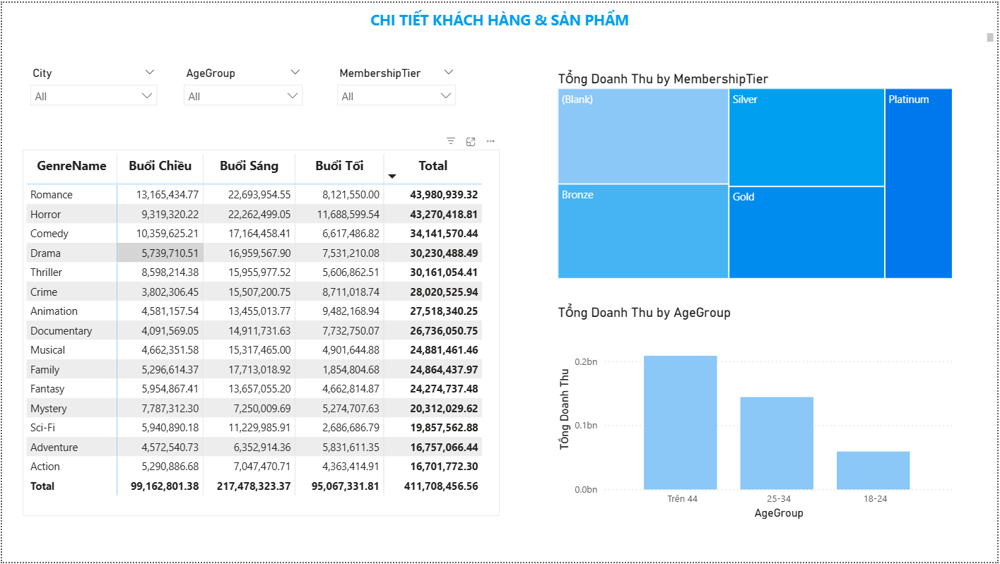 CHI TIẾT KHÁCH HÀNG & SẢN PHẨM
City AgeGroup MembershipTier
All All All
GenreName Buổi Chiều Buổi Sáng Buổi Tối Total
Romance 13,165,434.77 22,693,954.55 8,121,550.00 43,980,939.32
Horror 9,319,320.22 22,262,499.05 11,688,599.54 43,270,418.81
Comedy 10,359,625.21 17,164,458.41 6,617,486.82 34,141,570.44
Drama 5,739,710.51 16,959,567.90 7,531,210.08 30,230,488.49
Thriller 8,598,214.38 15,955,977.52 5,606,862.51 30,161,054.41
Crime 3,802,306.45 15,507,200.75 8,711,018.74 28,020,525.94
Animation 4,581,157.54 13,455,013.77 9,482,168.94 27,518,340.25
Documentary 4,091,569.05 14,911,731.63 7,732,750.07 26,736,050.75
Musical 4,662,351.58 15,317,465.00 4,901,644.88 24,881,461.46
Family 5,296,614.37 17,713,018.92 1,854,804.68 24,864,437.97
Fantasy 5,954,867.41 13,657,055.20 4,662,814.87 24,274,737.48
Mystery 7,787,312.30 7,250,009.69 5,274,707.63 20,312,029.62
Sci-Fi 5,940,890.18 11,229,985.91 2,686,686.79 19,857,562.88
Adventure 4,572,540.73 6,352,914.36 5,831,611.35 16,757,066.44
Action 5,290,886.68 7,047,470.71 4,363,414.91 16,701,772.30
Total 99,162,801.38 217,478,323.37 95,067,331.81 411,708,456.56
Tổng Doanh Thu by MembershipTier
(Blank) Silver Platinum
Bronze Gold
Tổng Doanh Thu by AgeGroup
Tổng Doanh Thu
0.2bn
0.1bn
0.0bn
Trên 44 25-34 18-24
AgeGroup